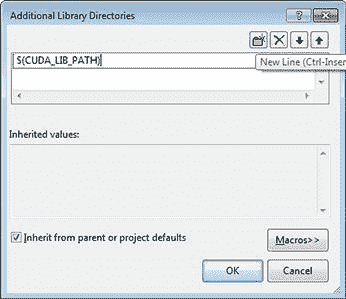 Additional Library Directories
$(CUDA_LIB_PATH)
New Line (Ctrl-Inser
Inherited values:
Inherit from parent or project defaults
Macros>>
OK
Cancel